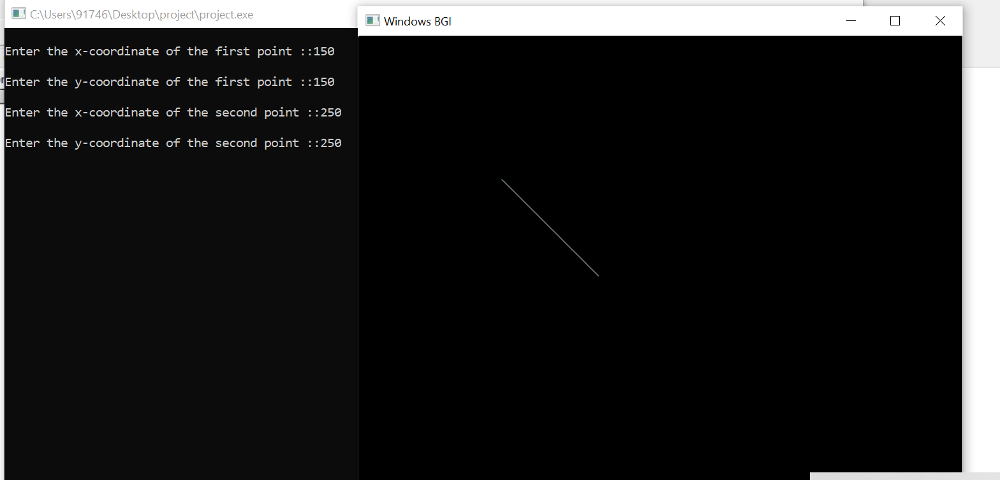 C:\Users\91746\Desktop\project\project.exe
Windows BGI
Enter the x-coordinate of the first point ::150
Enter the y-coordinate of the first point ::150
Enter the x-coordinate of the second point ::250
Enter the y-coordinate of the second point ::250